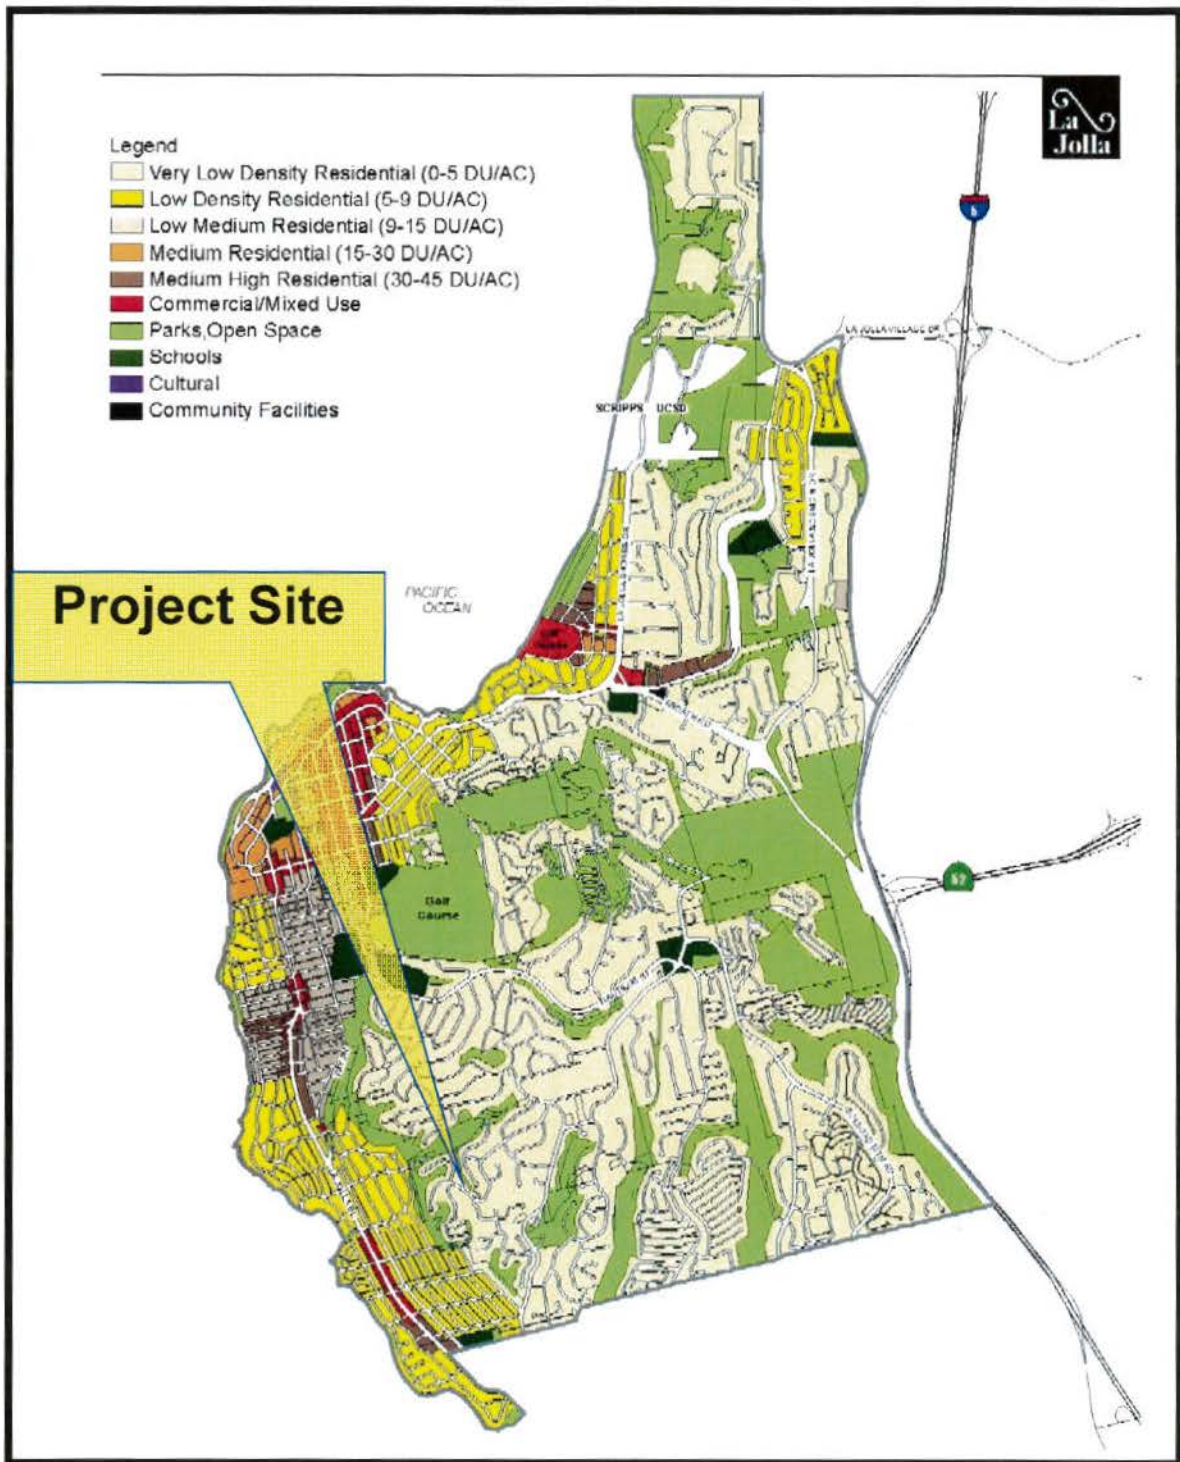 La
Jolla
Legend
Very Low Density Residential (0-5 DU/AC)
Low Density Residential (5-9 DU/AC)
Low Medium Residential (9-15 DU/AC)
Medium Residential (15-30 DU/AC)
Medium High Residential (30-45 DU/AC)
Commercial/Mixed Use
Parks,Open Space
Schools
Cultural
Community Facilities
LA JOLLA VILLAGE DR
SCRIPPS UCSD
Project Site
PACIFIC
OCEAN
52
Golf
Course